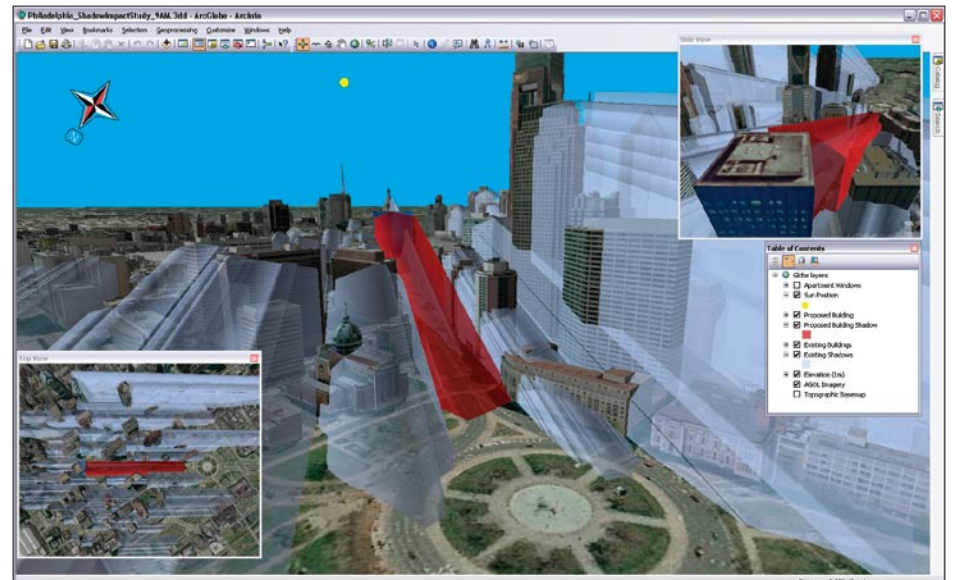 Philadelphia_ShadowImpactStudy_9AM.3dd - ArcGlobe - ArcInfo
File Edit View Bookmarks Selection Geoprocessing Customize Windows Help
Side View
Catalog
Search
N
Table of Contents
Globe layers
Apartment Windows
Sun Position
Proposed Building
Proposed Building Shadow
Existing Buildings
Existing Shadows
Elevation (1m)
AGOL Imagery
Topographic Basemap
Top View